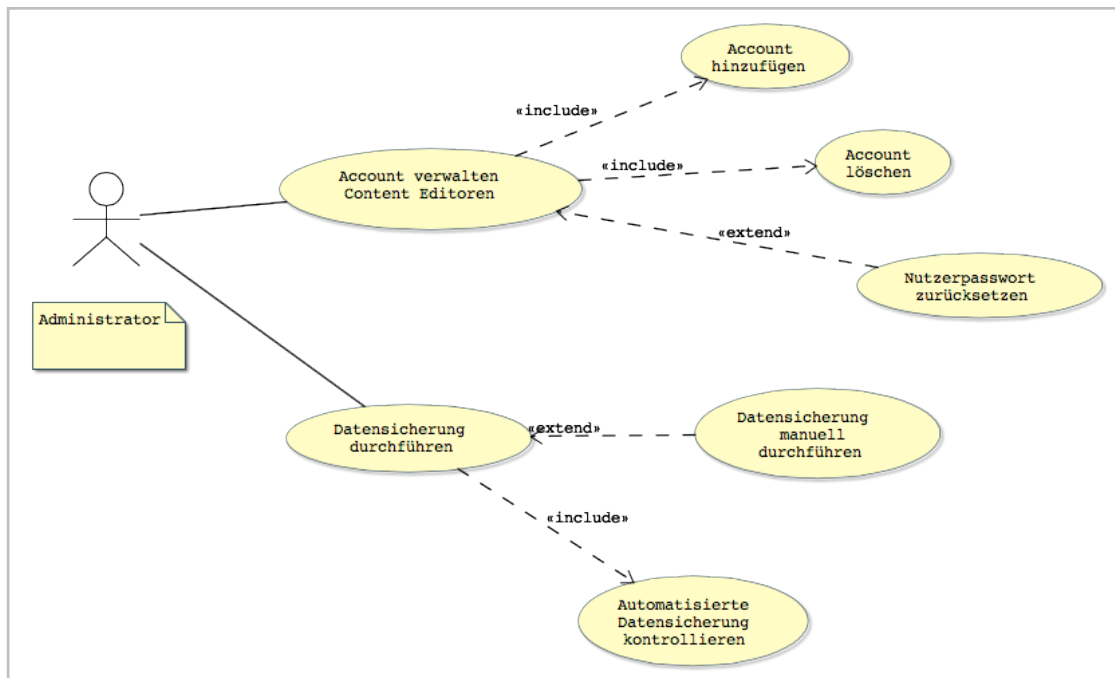 Account
hinzufügen
«include»
Account verwalten
Content Editoren
«include»
Account
löschen
«extend»
Nutzerpasswort
zurücksetzen
Administrator
Datensicherung
durchführen
«extend»
Datensicherung
manuell
durchführen
«include»
Automatisierte
Datensicherung
kontrollieren